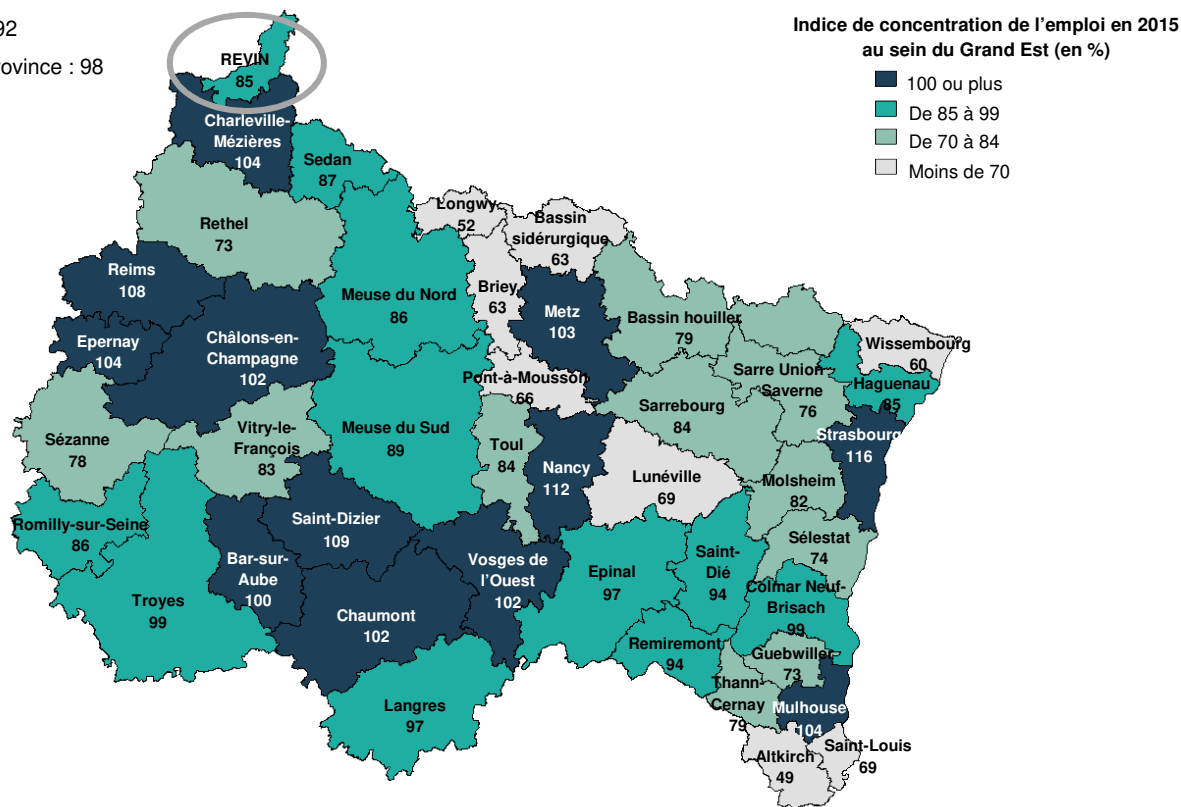 92
rovince : 98
Indice de concentration de l’emploi en 2015
au sein du Grand Est (en %)
100 ou plus
De 85 à 99
De 70 à 84
Moins de 70
REVIN
85
Charleville-
Mézières
104
Sedan
87
Rethel
73
Longwy
52
Bassin
sidérurgique
63
Reims
108
Meuse du Nord
86
Briey
63
Metz
103
Bassin houiller
79
Epernay
104
Châlons-en-
Champagne
102
Wissembourg
60
Pont-à-Mousson
66
Sarre Union
Saverne
76
Haguenau
85
Sézanne
78
Vitry-le-
François
83
Meuse du Sud
89
Toul
84
Sarrebourg
84
Strasbourg
116
Nancy
112
Lunéville
69
Molsheim
82
Romilly-sur-Seine
86
Saint-Dizier
109
Sélestat
74
Bar-sur-
Aube
100
Vosges de
l’Ouest
102
Epinal
97
Saint-
Dié
94
Troyes
99
Chaumont
102
Colmar Neuf-
Brisach
99
Remiremont
94
Guebwiller
73
Thann-
Cernay
79
Langres
97
Mulhouse
104
Altkirch
49
Saint-Louis
69